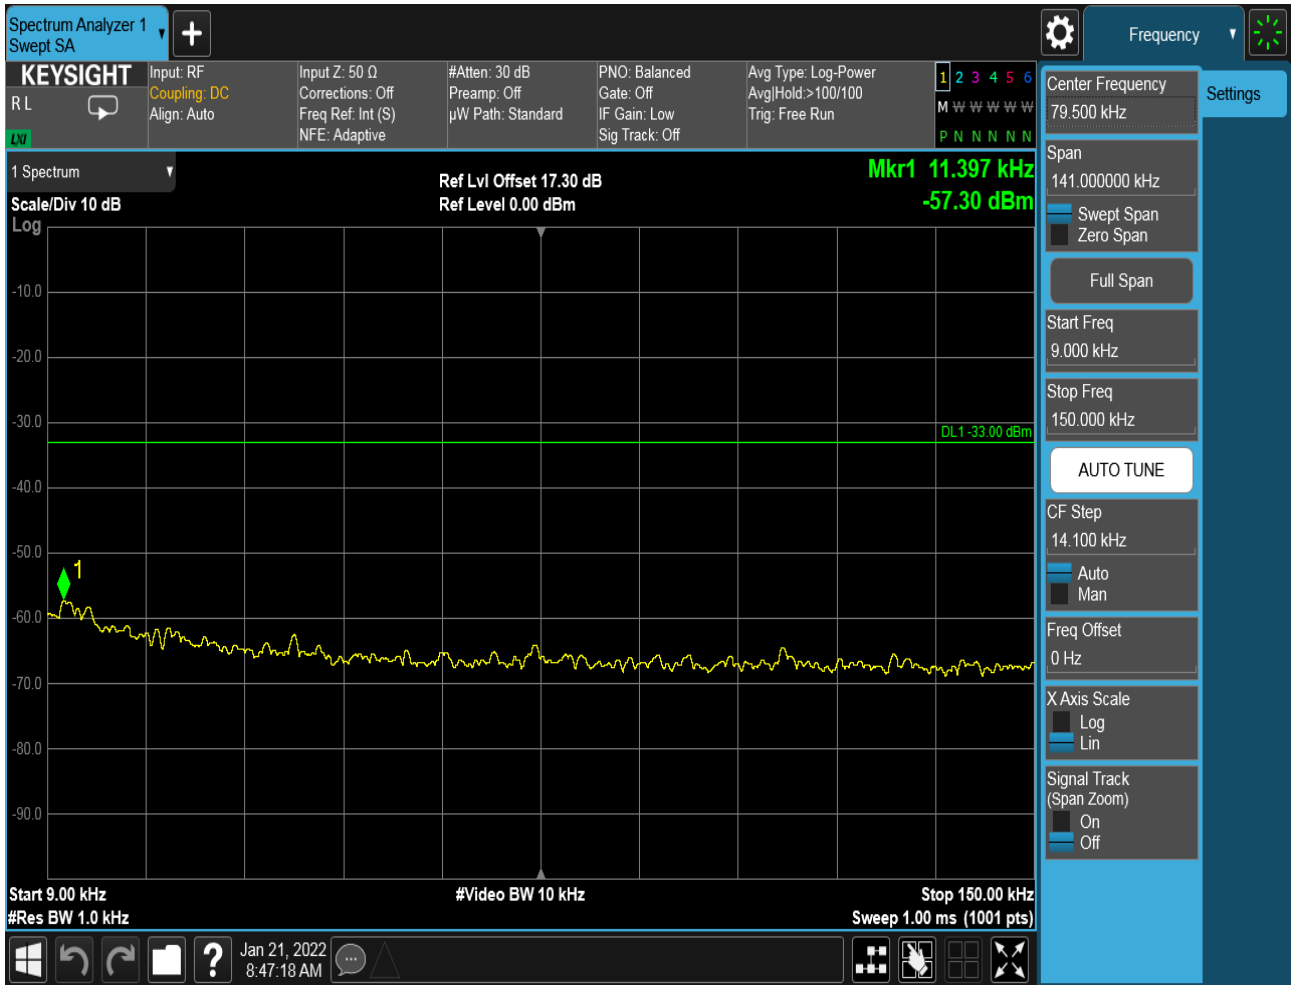 Spectrum Analyzer 1
Swept SA
Frequency
KEYSIGHT
R L
LXI
Input: RF
Coupling: DC
Align: Auto
Input Z: 50 Ω
Corrections: Off
Freq Ref: Int (S)
NFE: Adaptive
#Atten: 30 dB
Preamp: Off
µW Path: Standard
PNO: Balanced
Gate: Off
IF Gain: Low
Sig Track: Off
Avg Type: Log-Power
Avg|Hold:>100/100
Trig: Free Run
1 2 3 4 5 6
M W W W W W
P N N N N N
Center Frequency
79.500 kHz
Settings
Span
141.000000 kHz
Swept Span
Zero Span
Full Span
Start Freq
9.000 kHz
Stop Freq
150.000 kHz
AUTO TUNE
CF Step
14.100 kHz
Auto
Man
Freq Offset
0 Hz
X Axis Scale
Log
Lin
Signal Track
(Span Zoom)
On
Off
1 Spectrum
Scale/Div 10 dB
Log
Ref Lvl Offset 17.30 dB
Ref Level 0.00 dBm
Mkr1 11.397 kHz
-57.30 dBm
-10.0
-20.0
-30.0
DL1 -33.00 dBm
-40.0
-50.0
1
-60.0
-70.0
-80.0
-90.0
Start 9.00 kHz
#Video BW 10 kHz
Stop 150.00 kHz
#Res BW 1.0 kHz
Sweep 1.00 ms (1001 pts)
?
Jan 21, 2022
8:47:18 AM